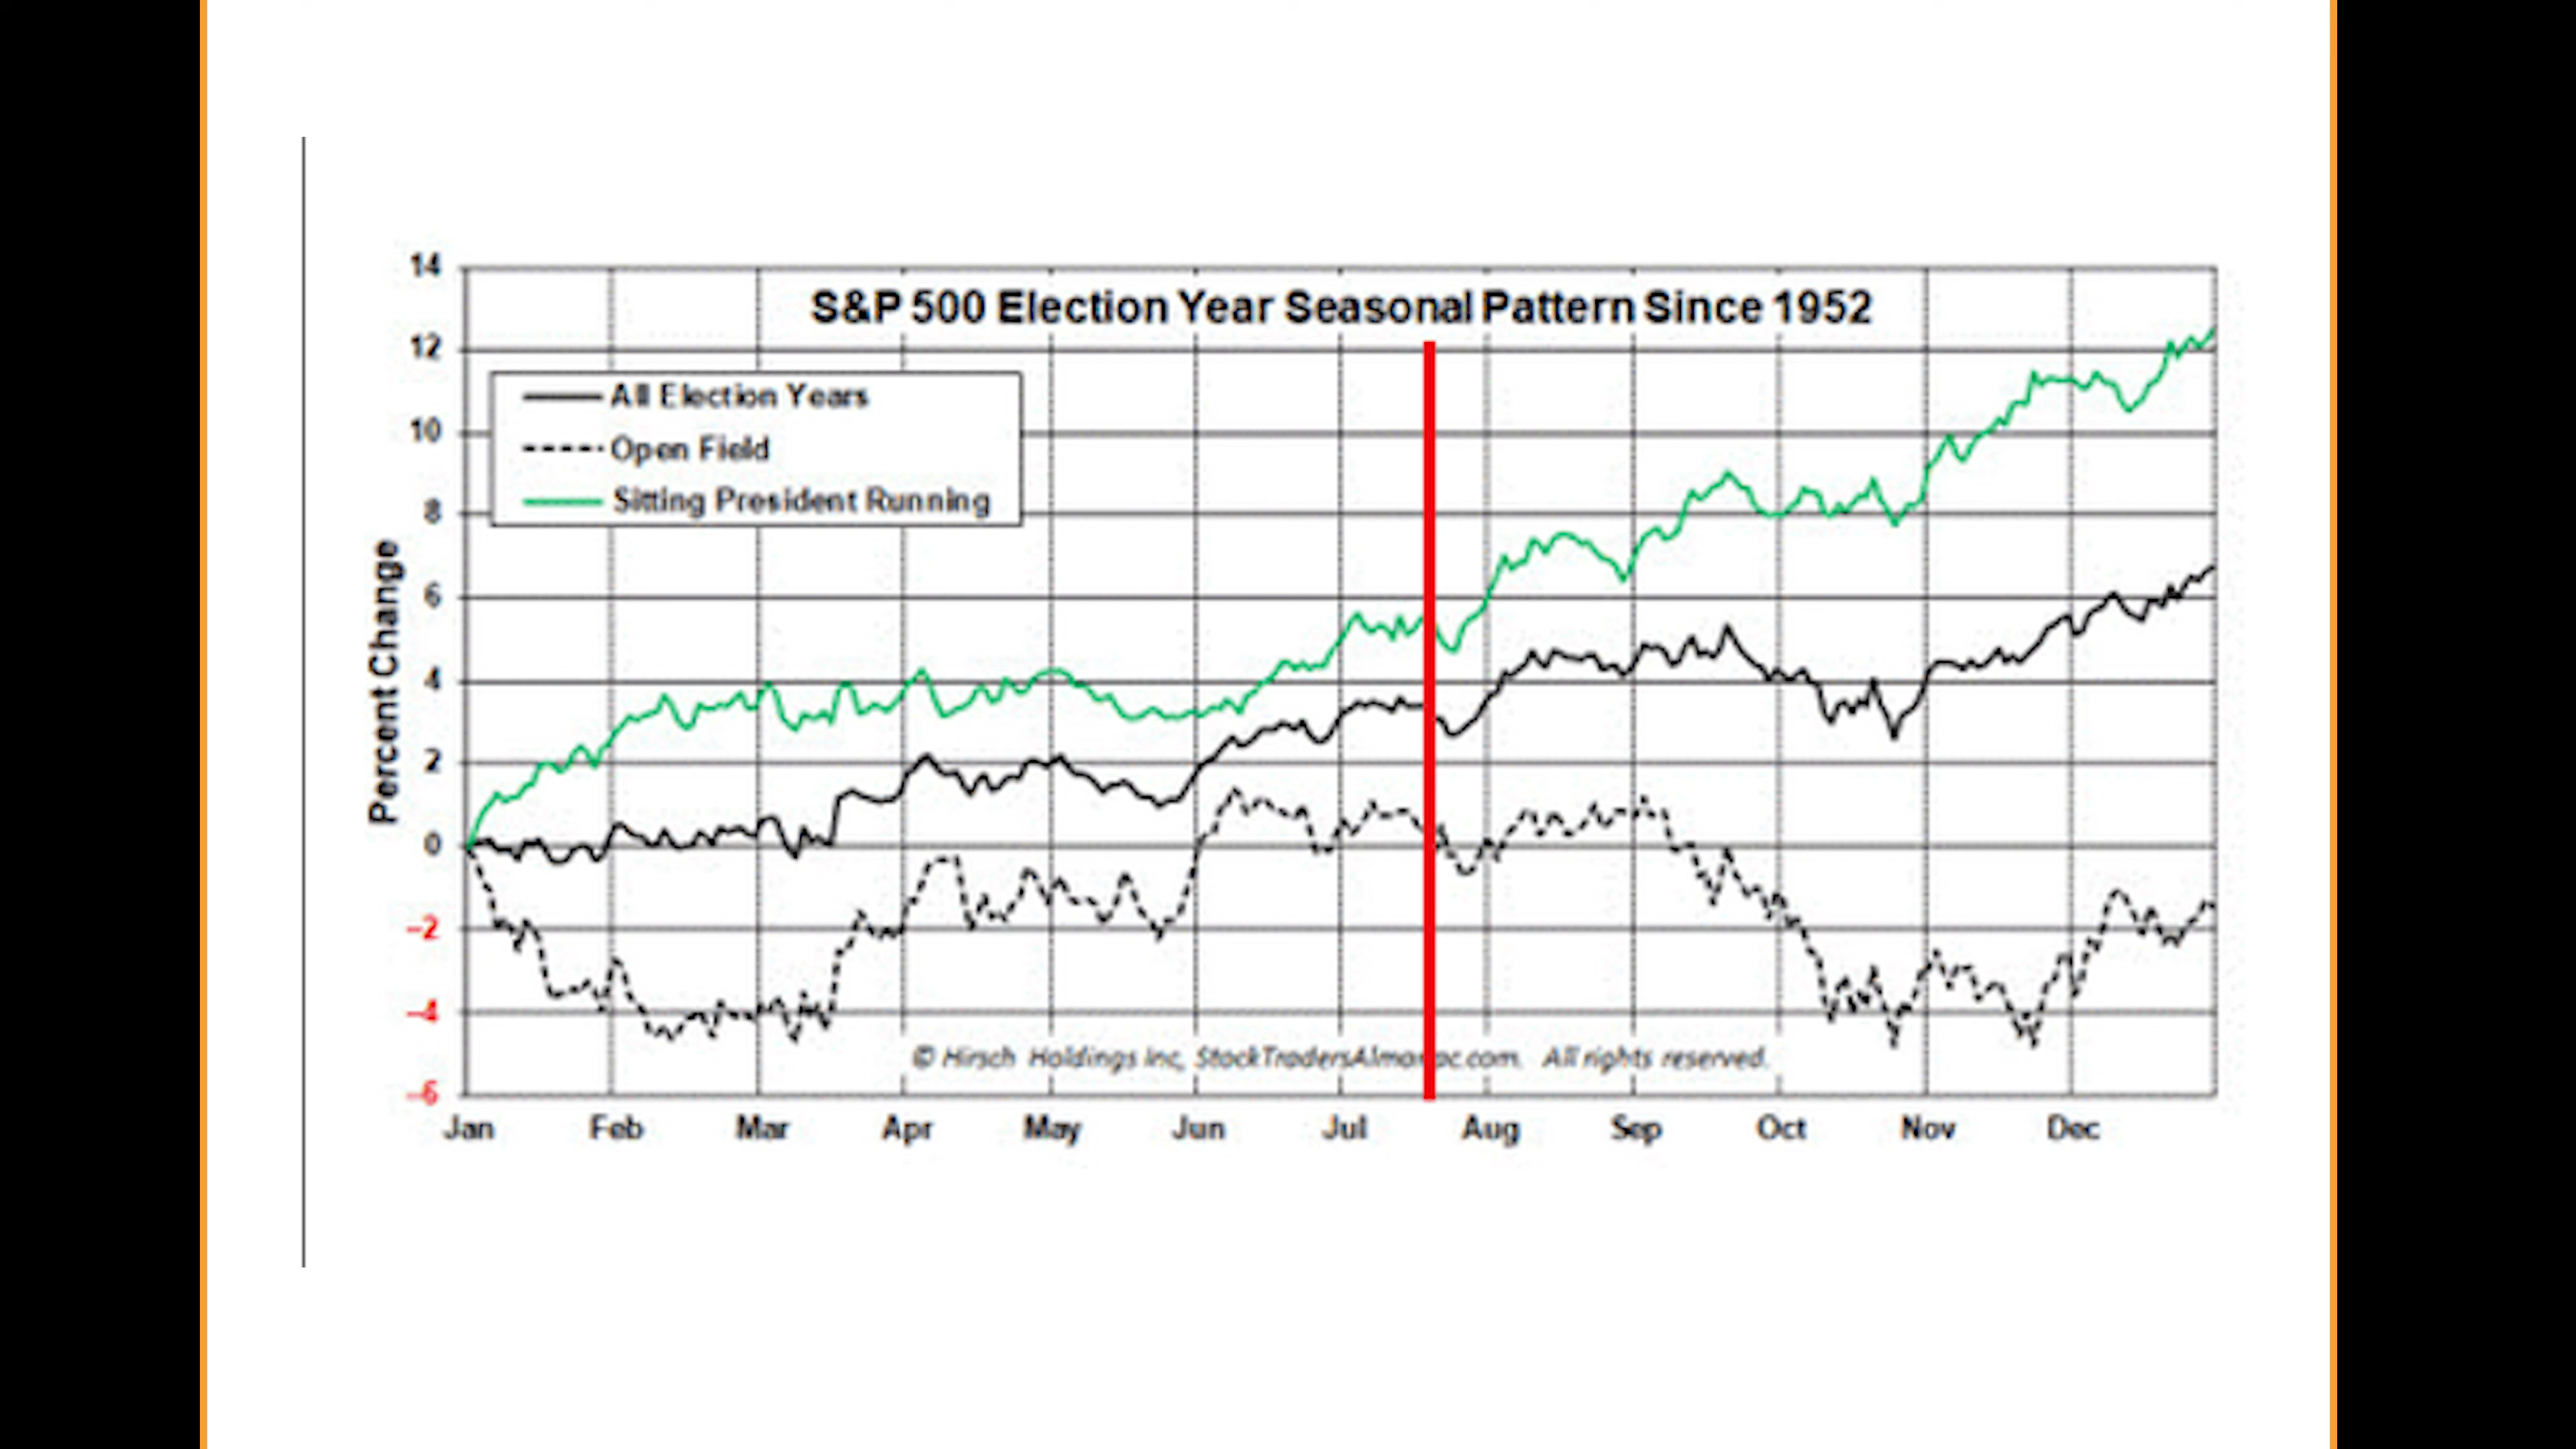 S&P 500 Election Year Seasonal Pattern Since 1952
All Election Years
Open Field
Sitting President Running
Percent Change
14
12
10
8
6
4
2
0
-2
-4
-6
© Hirsch Holdings Inc, StockTradersAlmanac.com. All rights reserved.
Jan Feb Mar Apr May Jun Jul Aug Sep Oct Nov Dec